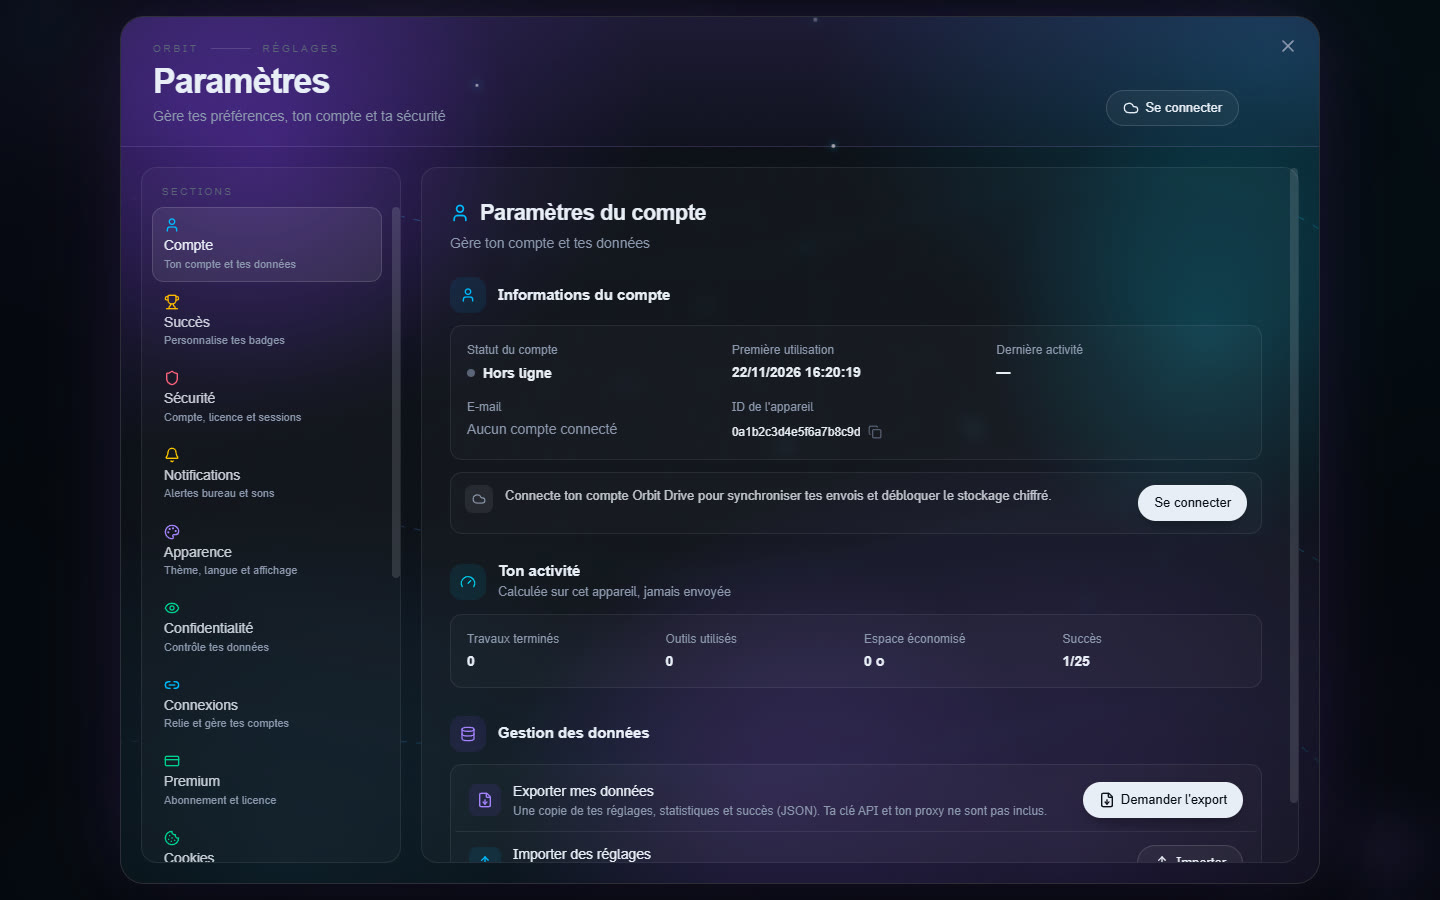 ORBIT RÉGLAGES
Paramètres
Gère tes préférences, ton compte et ta sécurité
Se connecter
SECTIONS
Compte
Ton compte et tes données
Succès
Personnalise tes badges
Sécurité
Compte, licence et sessions
Notifications
Alertes bureau et sons
Apparence
Thème, langue et affichage
Confidentialité
Contrôle tes données
Connexions
Relie et gère tes comptes
Premium
Abonnement et licence
Cookies
Paramètres du compte
Gère ton compte et tes données
Informations du compte
Statut du compte
Hors ligne
Première utilisation
22/11/2026 16:20:19
Dernière activité
—
E-mail
Aucun compte connecté
ID de l'appareil
0a1b2c3d4e5f6a7b8c9d
Connecte ton compte Orbit Drive pour synchroniser tes envois et débloquer le stockage chiffré.
Se connecter
Ton activité
Calculée sur cet appareil, jamais envoyée
Travaux terminés
0
Outils utilisés
0
Espace économisé
0 o
Succès
1/25
Gestion des données
Exporter mes données
Une copie de tes réglages, statistiques et succès (JSON). Ta clé API et ton proxy ne sont pas inclus.
Demander l'export
Importer des réglages
Importer